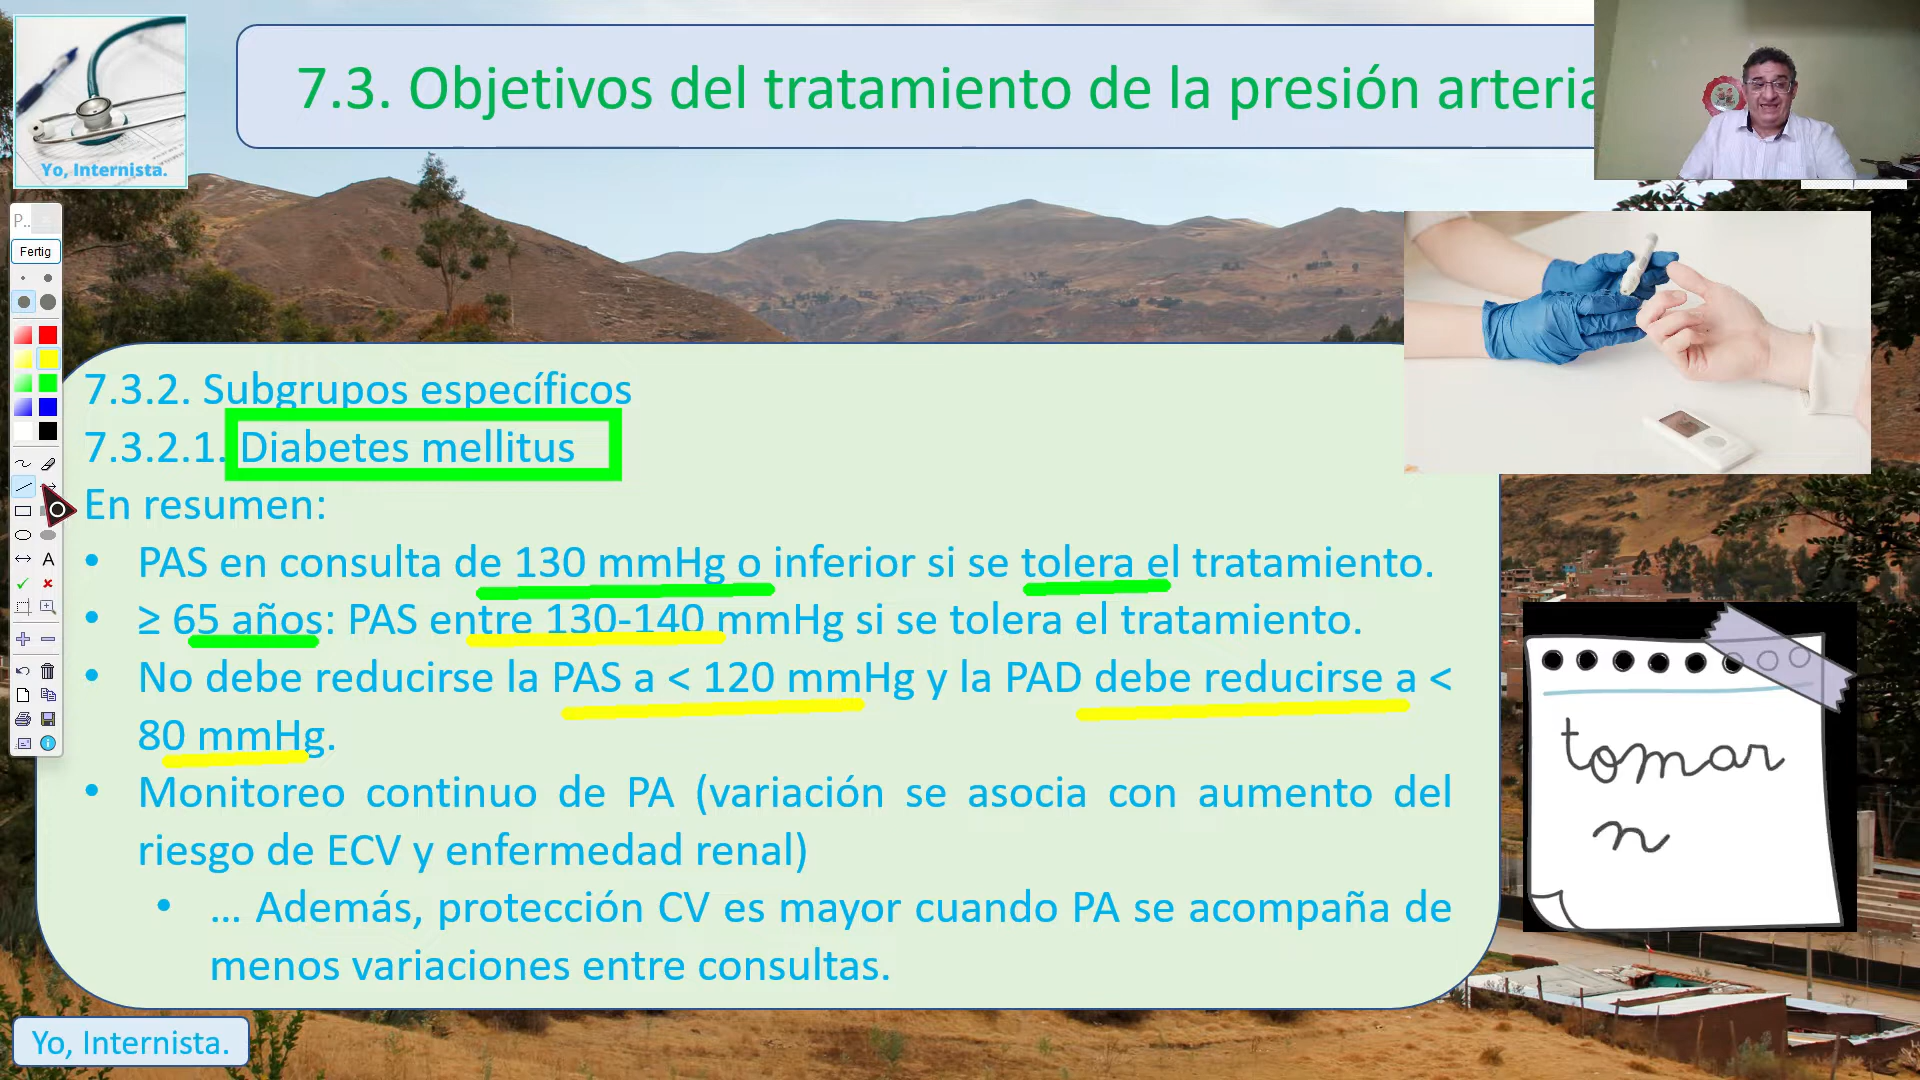 Yo, Internista.
7.3. Objetivos del tratamiento de la presión arteria
P..
Fertig
7.3.2. Subgrupos específicos
7.3.2.1. Diabetes mellitus
En resumen:
• PAS en consulta de 130 mmHg o inferior si se tolera el tratamiento.
• ≥ 65 años: PAS entre 130-140 mmHg si se tolera el tratamiento.
• No debe reducirse la PAS a < 120 mmHg y la PAD debe reducirse a <
80 mmHg.
• Monitoreo continuo de PA (variación se asocia con aumento del
riesgo de ECV y enfermedad renal)
• ... Además, protección CV es mayor cuando PA se acompaña de
menos variaciones entre consultas.
tomar
n
Yo, Internista.